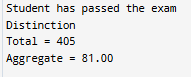 Student has passed the exam
Distinction
Total = 405
Aggregate = 81.00